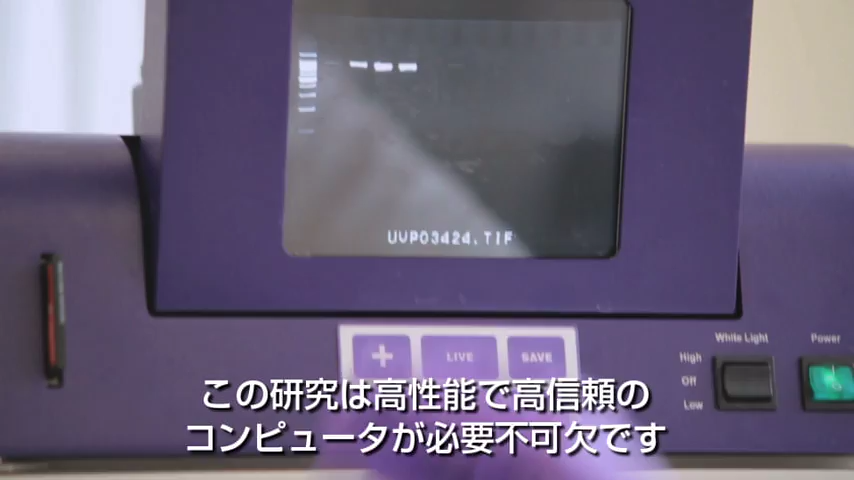 UVP03424.TIF
LIVE
SAVE
White Light
Power
High
Off
Low
この研究は高性能で高信頼の
コンピュータが必要不可欠です